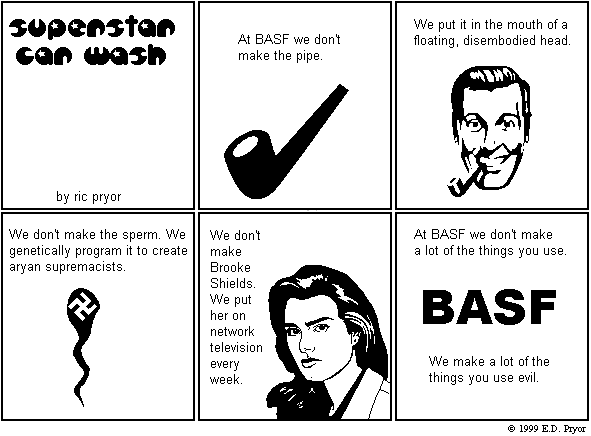 superstar
car wash
by ric pryor
At BASF we don't
make the pipe.
We put it in the mouth of a
floating, disembodied head.
We don't make the sperm. We
genetically program it to create
aryan supremacists.
We don't
make
Brooke
Shields.
We put
her on
network
television
every
week.
At BASF we don't make
a lot of the things you use.
BASF
We make a lot of the
things you use evil.
© 1999 E.D. Pryor